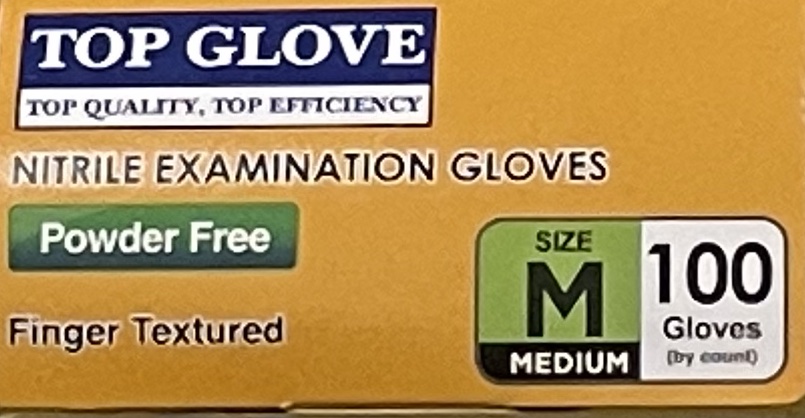 TOP GLOVE
TOP QUALITY, TOP EFFICIENCY
NITRILE EXAMINATION GLOVES
Powder Free
Finger Textured
SIZE
M
MEDIUM
100
Gloves
(by count)